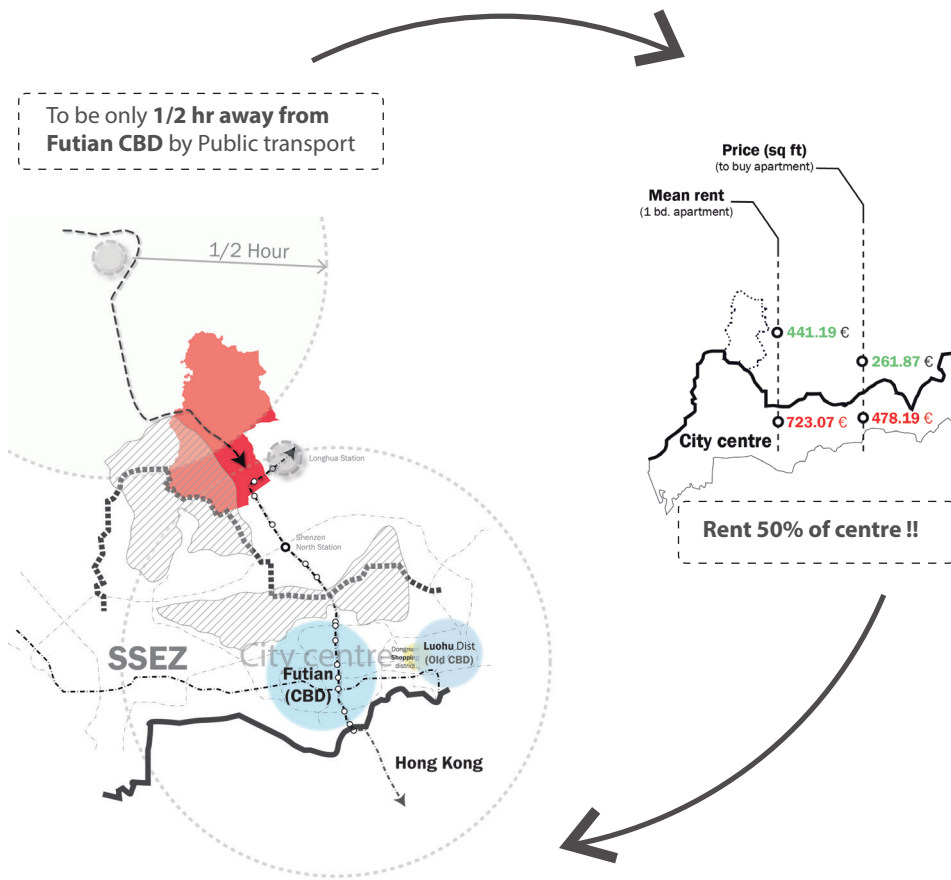 To be only 1/2 hr away from
Futian CBD by Public transport
Price (sq ft)
(to buy apartment)
Mean rent
(1 bd. apartment)
1/2 Hour
441.19 €
261.87 €
723.07 €
478.19 €
City centre
Rent 50% of centre !!
Longhua Station
Shenzen
North Station
SSEZ
City centre
Futian
(CBD)
Shopping
district
Luohu Dist
(Old CBD)
Hong Kong